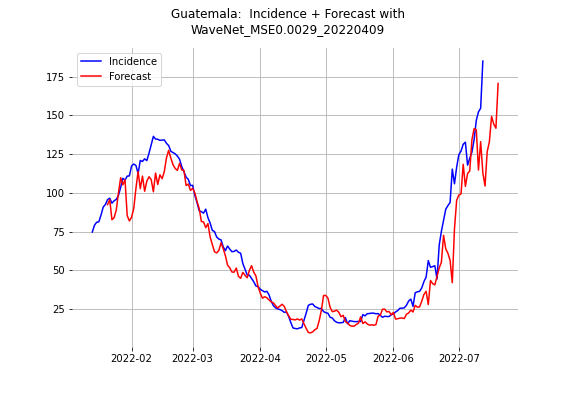 Guatemala:  Incidence + Forecast with
WaveNet_MSE0.0029_20220409
Incidence
Forecast
175
150
125
100
75
50
25
2022-02 2022-03 2022-04 2022-05 2022-06 2022-07